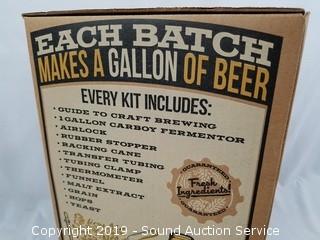 EACH BATCH
MAKES A GALLON OF BEER
EVERY KIT INCLUDES:
• GUIDE TO CRAFT BREWING
• 1 GALLON CARBOY FERMENTOR
• AIRLOCK
• RUBBER STOPPER
• RACKING CANE
• TRANSFER TUBING
• TUBING CLAMP
• THERMOMETER
• FUNNEL
• MALT EXTRACT
• GRAIN
• HOPS
• YEAST
GUARANTEED
Fresh
Ingredients!
GUARANTEED
Copyright 2019 - Sound Auction Service